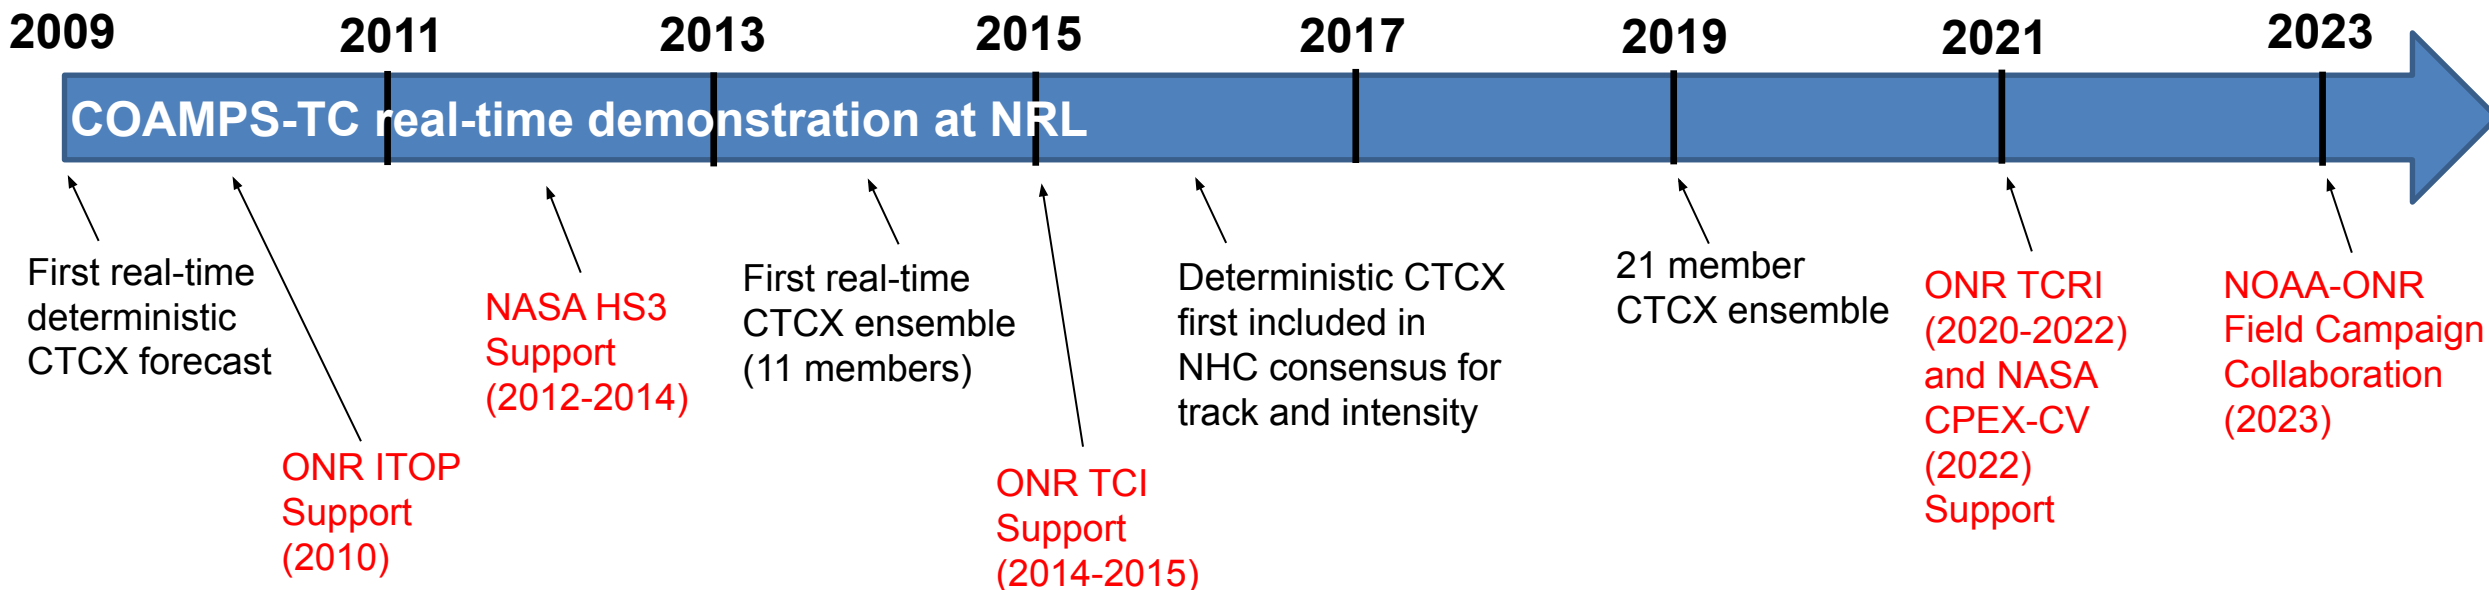 2009
2011
2013
2015
2017
2019
2021
2023
COAMPS-TC real-time demonstration at NRL
First real-time
deterministic
CTCX forecast
ONR ITOP
Support
(2010)
NASA HS3
Support
(2012-2014)
First real-time
CTCX ensemble
(11 members)
ONR TCI
Support
(2014-2015)
Deterministic CTCX
first included in
NHC consensus for
track and intensity
21 member
CTCX ensemble
ONR TCRI
(2020-2022)
and NASA
CPEX-CV
(2022)
Support
NOAA-ONR
Field Campaign
Collaboration
(2023)